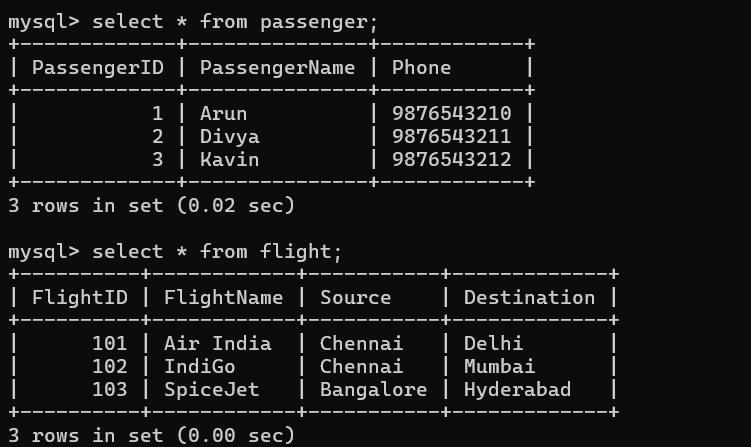 mysql> select * from passenger;
+-------------+---------------+------------+
| PassengerID | PassengerName | Phone      |
+-------------+---------------+------------+
|           1 | Arun          | 9876543210 |
|           2 | Divya         | 9876543211 |
|           3 | Kavin         | 9876543212 |
+-------------+---------------+------------+
3 rows in set (0.02 sec)

mysql> select * from flight;
+----------+------------+-----------+-------------+
| FlightID | FlightName | Source    | Destination |
+----------+------------+-----------+-------------+
|      101 | Air India  | Chennai   | Delhi       |
|      102 | IndiGo     | Chennai   | Mumbai      |
|      103 | SpiceJet   | Bangalore | Hyderabad   |
+----------+------------+-----------+-------------+
3 rows in set (0.00 sec)